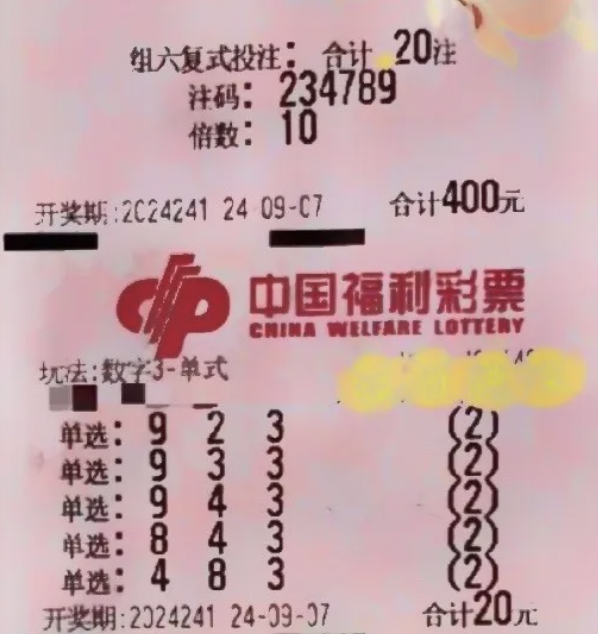 组六复式投注： 合计 20注
注码： 234789
倍数： 10
开奖期:2024241 24-09-07 合计400元
中国福利彩票
CHINA WELFARE LOTTERY
玩法:数字3-单式
单选： 9 2 3 (2)
单选： 9 3 3 (2)
单选： 9 4 3 (2)
单选： 8 4 3 (2)
单选： 4 8 3 (2)
开奖期:2024241 24-09-07 合计20元